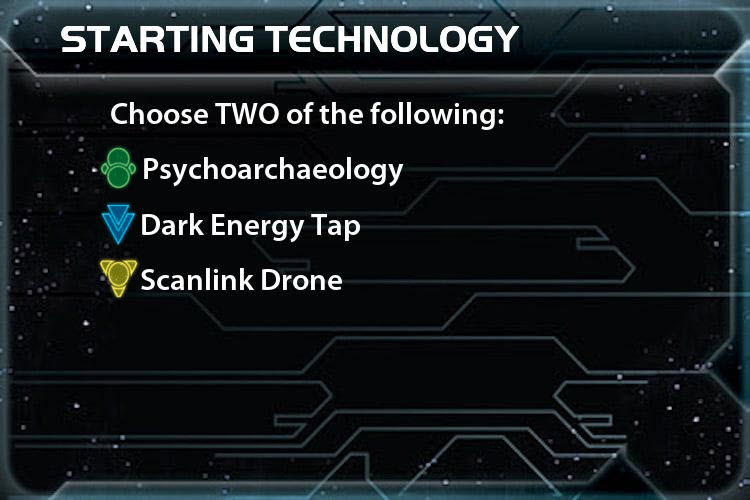 STARTING TECHNOLOGY
Choose TWO of the following:
Psychoarchaeology
Dark Energy Tap
Scanlink Drone